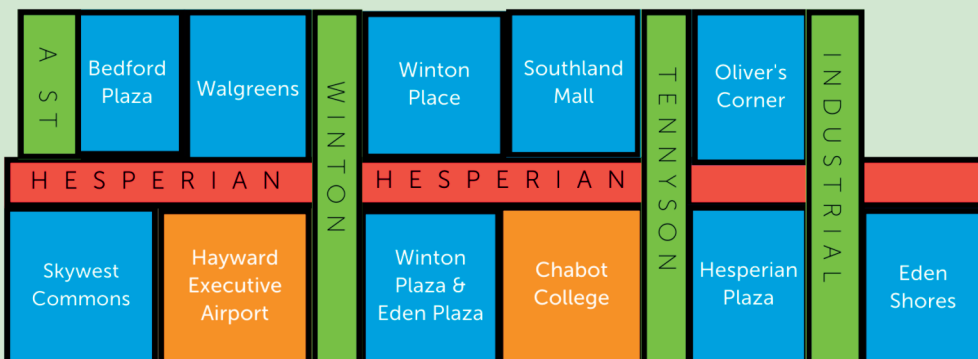 A ST
Bedford
Plaza
Walgreens
WINTON
Winton
Place
Southland
Mall
TENNYSON
Oliver's
Corner
INDUSTRIAL
HESPERIAN
HESPERIAN
Skywest
Commons
Hayward
Executive
Airport
Winton
Plaza &
Eden Plaza
Chabot
College
Hesperian
Plaza
Eden
Shores